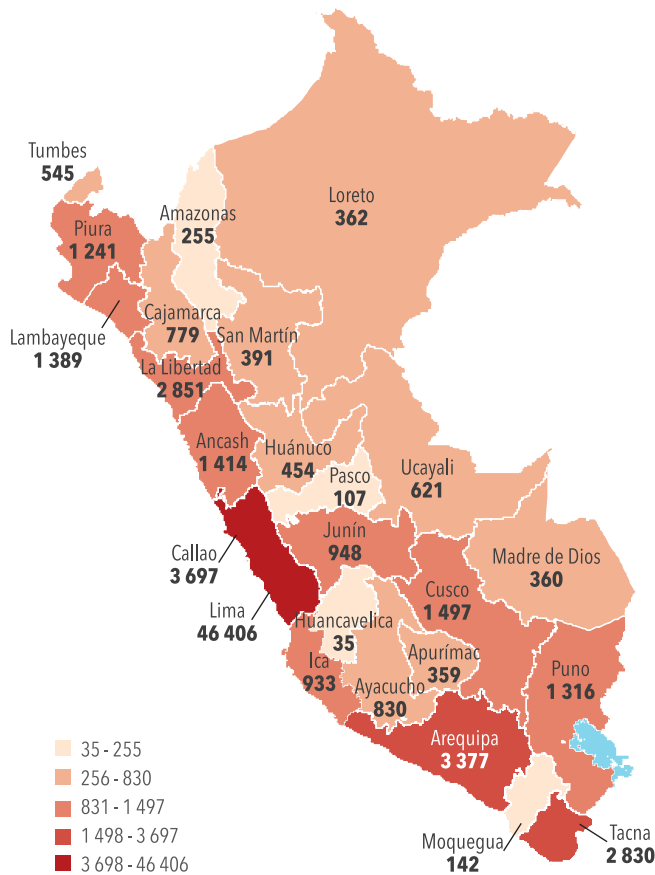 Tumbes
545
Loreto
362
Amazonas
255
Piura
1 241
Cajamarca
779
San Martín
391
Lambayeque
1 389
La Libertad
2 851
Ancash
1 414
Huánuco
454
Pasco
107
Ucayali
621
Junín
948
Callao
3 697
Madre de Dios
360
Cusco
1 497
Lima
46 406
Huancavelica
35
Apurímac
359
Ica
933
Ayacucho
830
Puno
1 316
Arequipa
3 377
Moquegua
142
Tacna
2 830
35 - 255
256 - 830
831 - 1 497
1 498 - 3 697
3 698 - 46 406